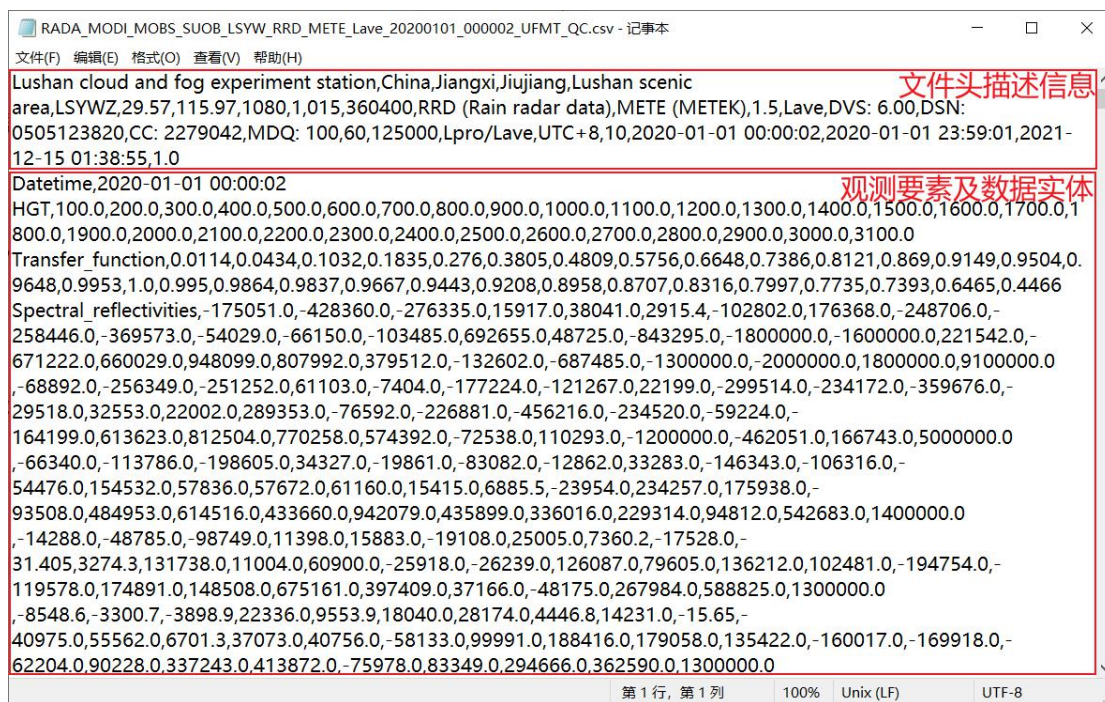 RADA_MODI_MOBS_SUOB_LSYW_RRD_METE_Lave_20200101_000002_UFMT_QC.csv - 记事本
文件(F) 编辑(E) 格式(O) 查看(V) 帮助(H)
Lushan cloud and fog experiment station,China,Jiangxi,Jiujiang,Lushan scenic
文件头描述信息
area,LSYWZ,29.57,115.97,1080,1,015,360400,RRD (Rain radar data),METE (METEK),1.5,Lave,DVS: 6.00,DSN:
0505123820,CC: 2279042,MDQ: 100,60,125000,Lpro/Lave,UTC+8,10,2020-01-01 00:00:02,2020-01-01 23:59:01,2021-
12-15 01:38:55,1.0
Datetime,2020-01-01 00:00:02
观测要素及数据实体
HGT,100.0,200.0,300.0,400.0,500.0,600.0,700.0,800.0,900.0,1000.0,1100.0,1200.0,1300.0,1400.0,1500.0,1600.0,1700.0,1
800.0,1900.0,2000.0,2100.0,2200.0,2300.0,2400.0,2500.0,2600.0,2700.0,2800.0,2900.0,3000.0,3100.0
Transfer_function,0.0114,0.0434,0.1032,0.1835,0.276,0.3805,0.4809,0.5756,0.6648,0.7386,0.8121,0.869,0.9149,0.9504,0.
9648,0.9953,1.0,0.995,0.9864,0.9837,0.9667,0.9443,0.9208,0.8958,0.8707,0.8316,0.7997,0.7735,0.7393,0.6465,0.4466
Spectral_reflectivities,-175051.0,-428360.0,-276335.0,15917.0,38041.0,2915.4,-102802.0,176368.0,-248706.0,-
258446.0,-369573.0,-54029.0,-66150.0,-103485.0,692655.0,48725.0,-843295.0,-1800000.0,-1600000.0,221542.0,-
671222.0,660029.0,948099.0,807992.0,379512.0,-132602.0,-687485.0,-1300000.0,-2000000.0,1800000.0,9100000.0
,-68892.0,-256349.0,-251252.0,61103.0,-7404.0,-177224.0,-121267.0,22199.0,-299514.0,-234172.0,-359676.0,-
29518.0,32553.0,22002.0,289353.0,-76592.0,-226881.0,-456216.0,-234520.0,-59224.0,-
164199.0,613623.0,812504.0,770258.0,574392.0,-72538.0,110293.0,-1200000.0,-462051.0,166743.0,5000000.0
,-66340.0,-113786.0,-198605.0,34327.0,-19861.0,-83082.0,-12862.0,33283.0,-146343.0,-106316.0,-
54476.0,154532.0,57836.0,57672.0,61160.0,15415.0,6885.5,-23954.0,234257.0,175938.0,-
93508.0,484953.0,614516.0,433660.0,942079.0,435899.0,336016.0,229314.0,94812.0,542683.0,1400000.0
,-14288.0,-48785.0,-98749.0,11398.0,15883.0,-19108.0,25005.0,7360.2,-17528.0,-
31.405,3274.3,131738.0,11004.0,60900.0,-25918.0,-26239.0,126087.0,79605.0,136212.0,102481.0,-194754.0,-
119578.0,174891.0,148508.0,675161.0,397409.0,37166.0,-48175.0,267984.0,588825.0,1300000.0
,-8548.6,-3300.7,-3898.9,22336.0,9553.9,18040.0,28174.0,4446.8,14231.0,-15.65,-
40975.0,55562.0,6701.3,37073.0,40756.0,-58133.0,99991.0,188416.0,179058.0,135422.0,-160017.0,-169918.0,-
62204.0,90228.0,337243.0,413872.0,-75978.0,83349.0,294666.0,362590.0,1300000.0
第 1 行，第 1 列 100% Unix (LF) UTF-8